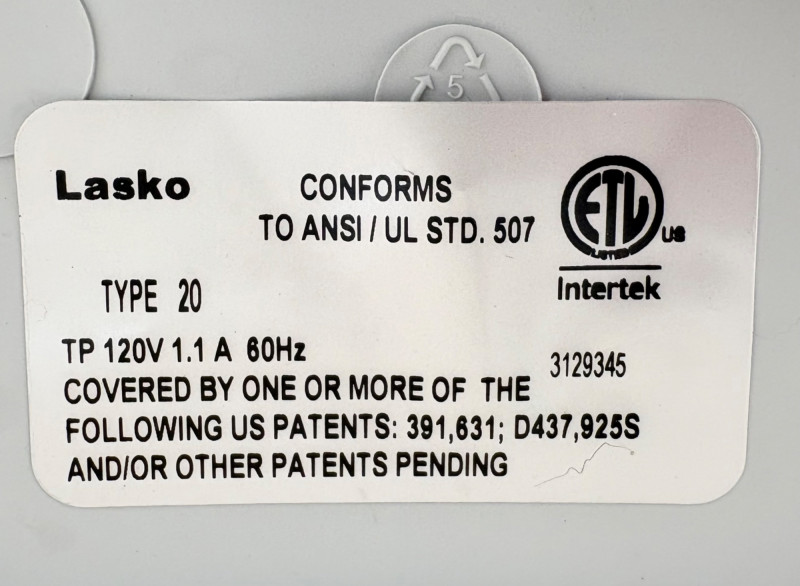 5
Lasko
CONFORMS
TO ANSI / UL STD. 507
ETL
LISTED
US
Intertek
TYPE 20
TP 120V 1.1 A 60Hz
3129345
COVERED BY ONE OR MORE OF THE
FOLLOWING US PATENTS: 391,631; D437,925S
AND/OR OTHER PATENTS PENDING